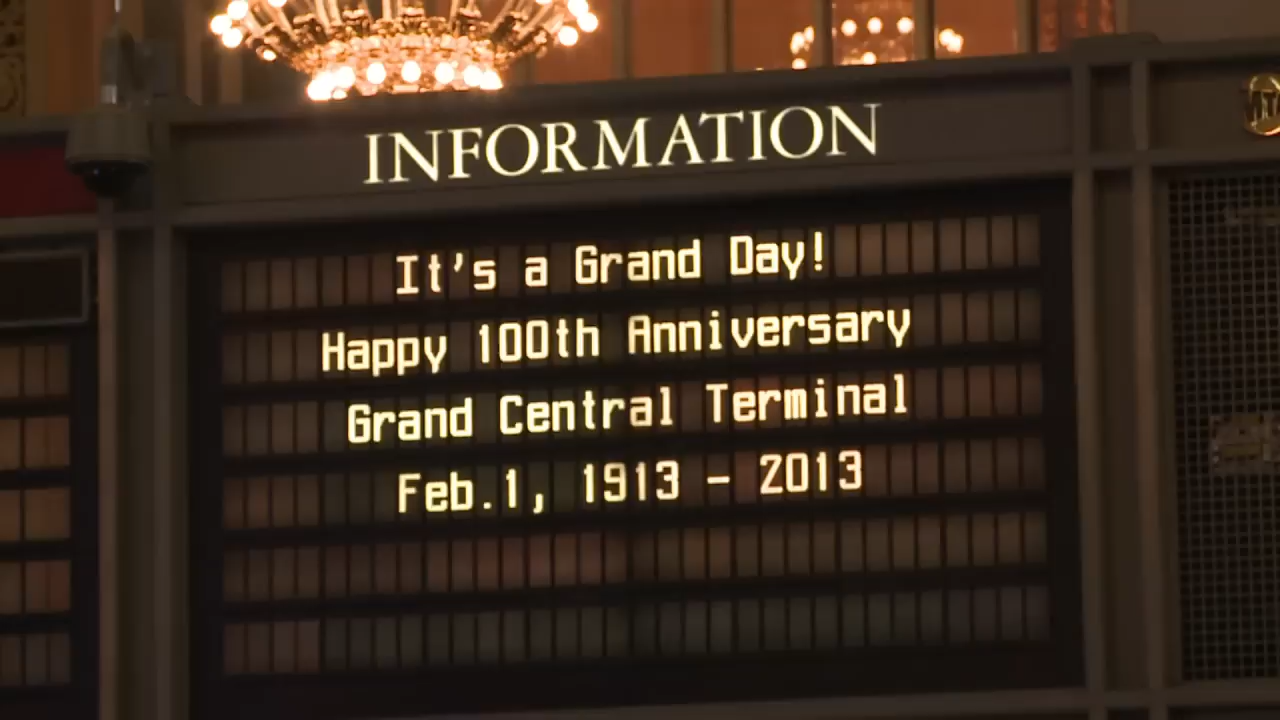 INFORMATION
It's a Grand Day!
Happy 100th Anniversary
Grand Central Terminal
Feb.1, 1913 - 2013